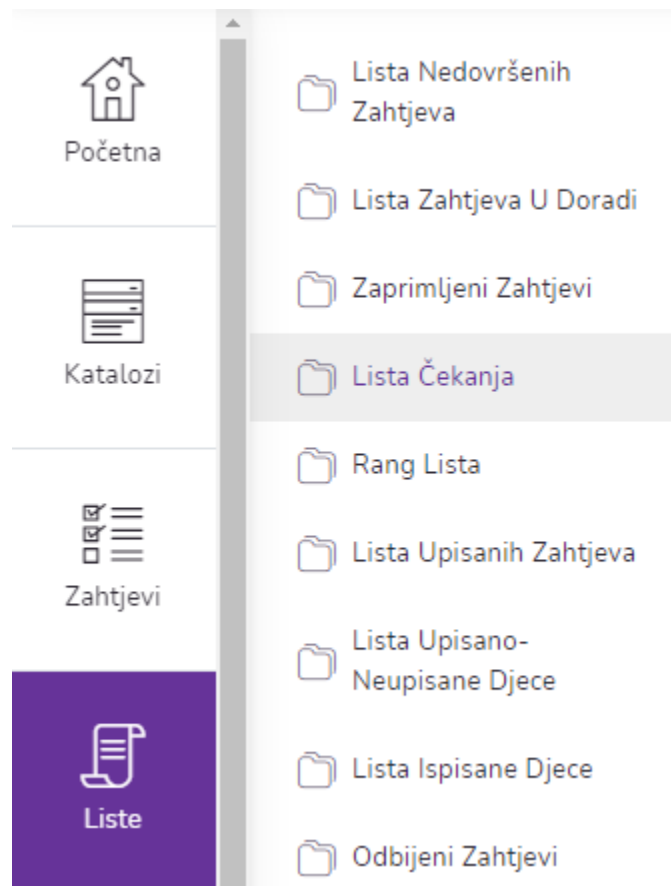 Početna
Katalozi
Zahtjevi
Liste
Lista Nedovršenih
Zahtjeva
Lista Zahtjeva U Doradi
Zaprimljeni Zahtjevi
Lista Čekanja
Rang Lista
Lista Upisanih Zahtjeva
Lista Upisano-
Neupisane Djece
Lista Ispisane Djece
Odbijeni Zahtjevi